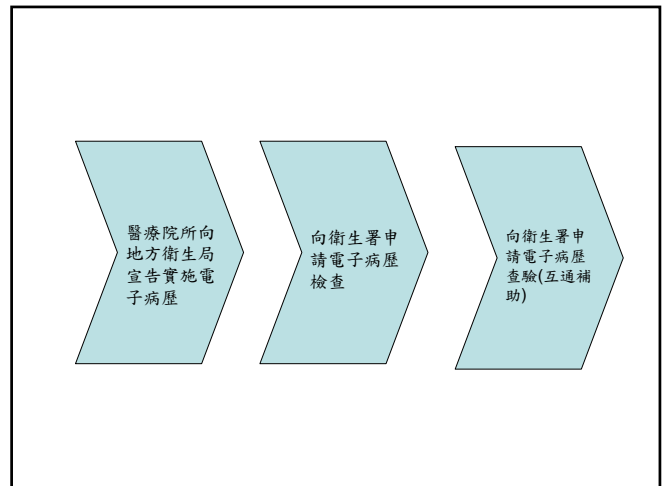 醫療院所向
地方衛生局
宣告實施電
子病歷
向衛生署申
請電子病歷
檢查
向衛生署申
請電子病歷
查驗(互通補
助)